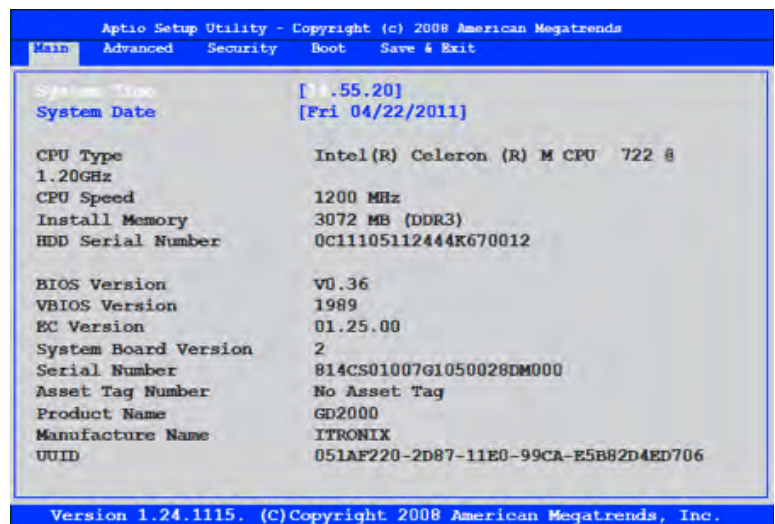 Aptio Setup Utility - Copyright (c) 2008 American Megatrends
Main Advanced Security Boot Save & Exit
System Time [ .55.20]
System Date [Fri 04/22/2011]
CPU Type Intel(R) Celeron (R) M CPU 722 @
1.20GHz
CPU Speed 1200 MHz
Install Memory 3072 MB (DDR3)
HDD Serial Number 0C11105112444K670012
BIOS Version V0.36
VBIOS Version 1989
EC Version 01.25.00
System Board Version 2
Serial Number 814CS01007G1050028DM000
Asset Tag Number No Asset Tag
Product Name GD2000
Manufacture Name ITRONIX
UUID 051AF220-2D87-11E0-99CA-E5B82D4ED706
Version 1.24.1115. (C)Copyright 2008 American Megatrends, Inc.